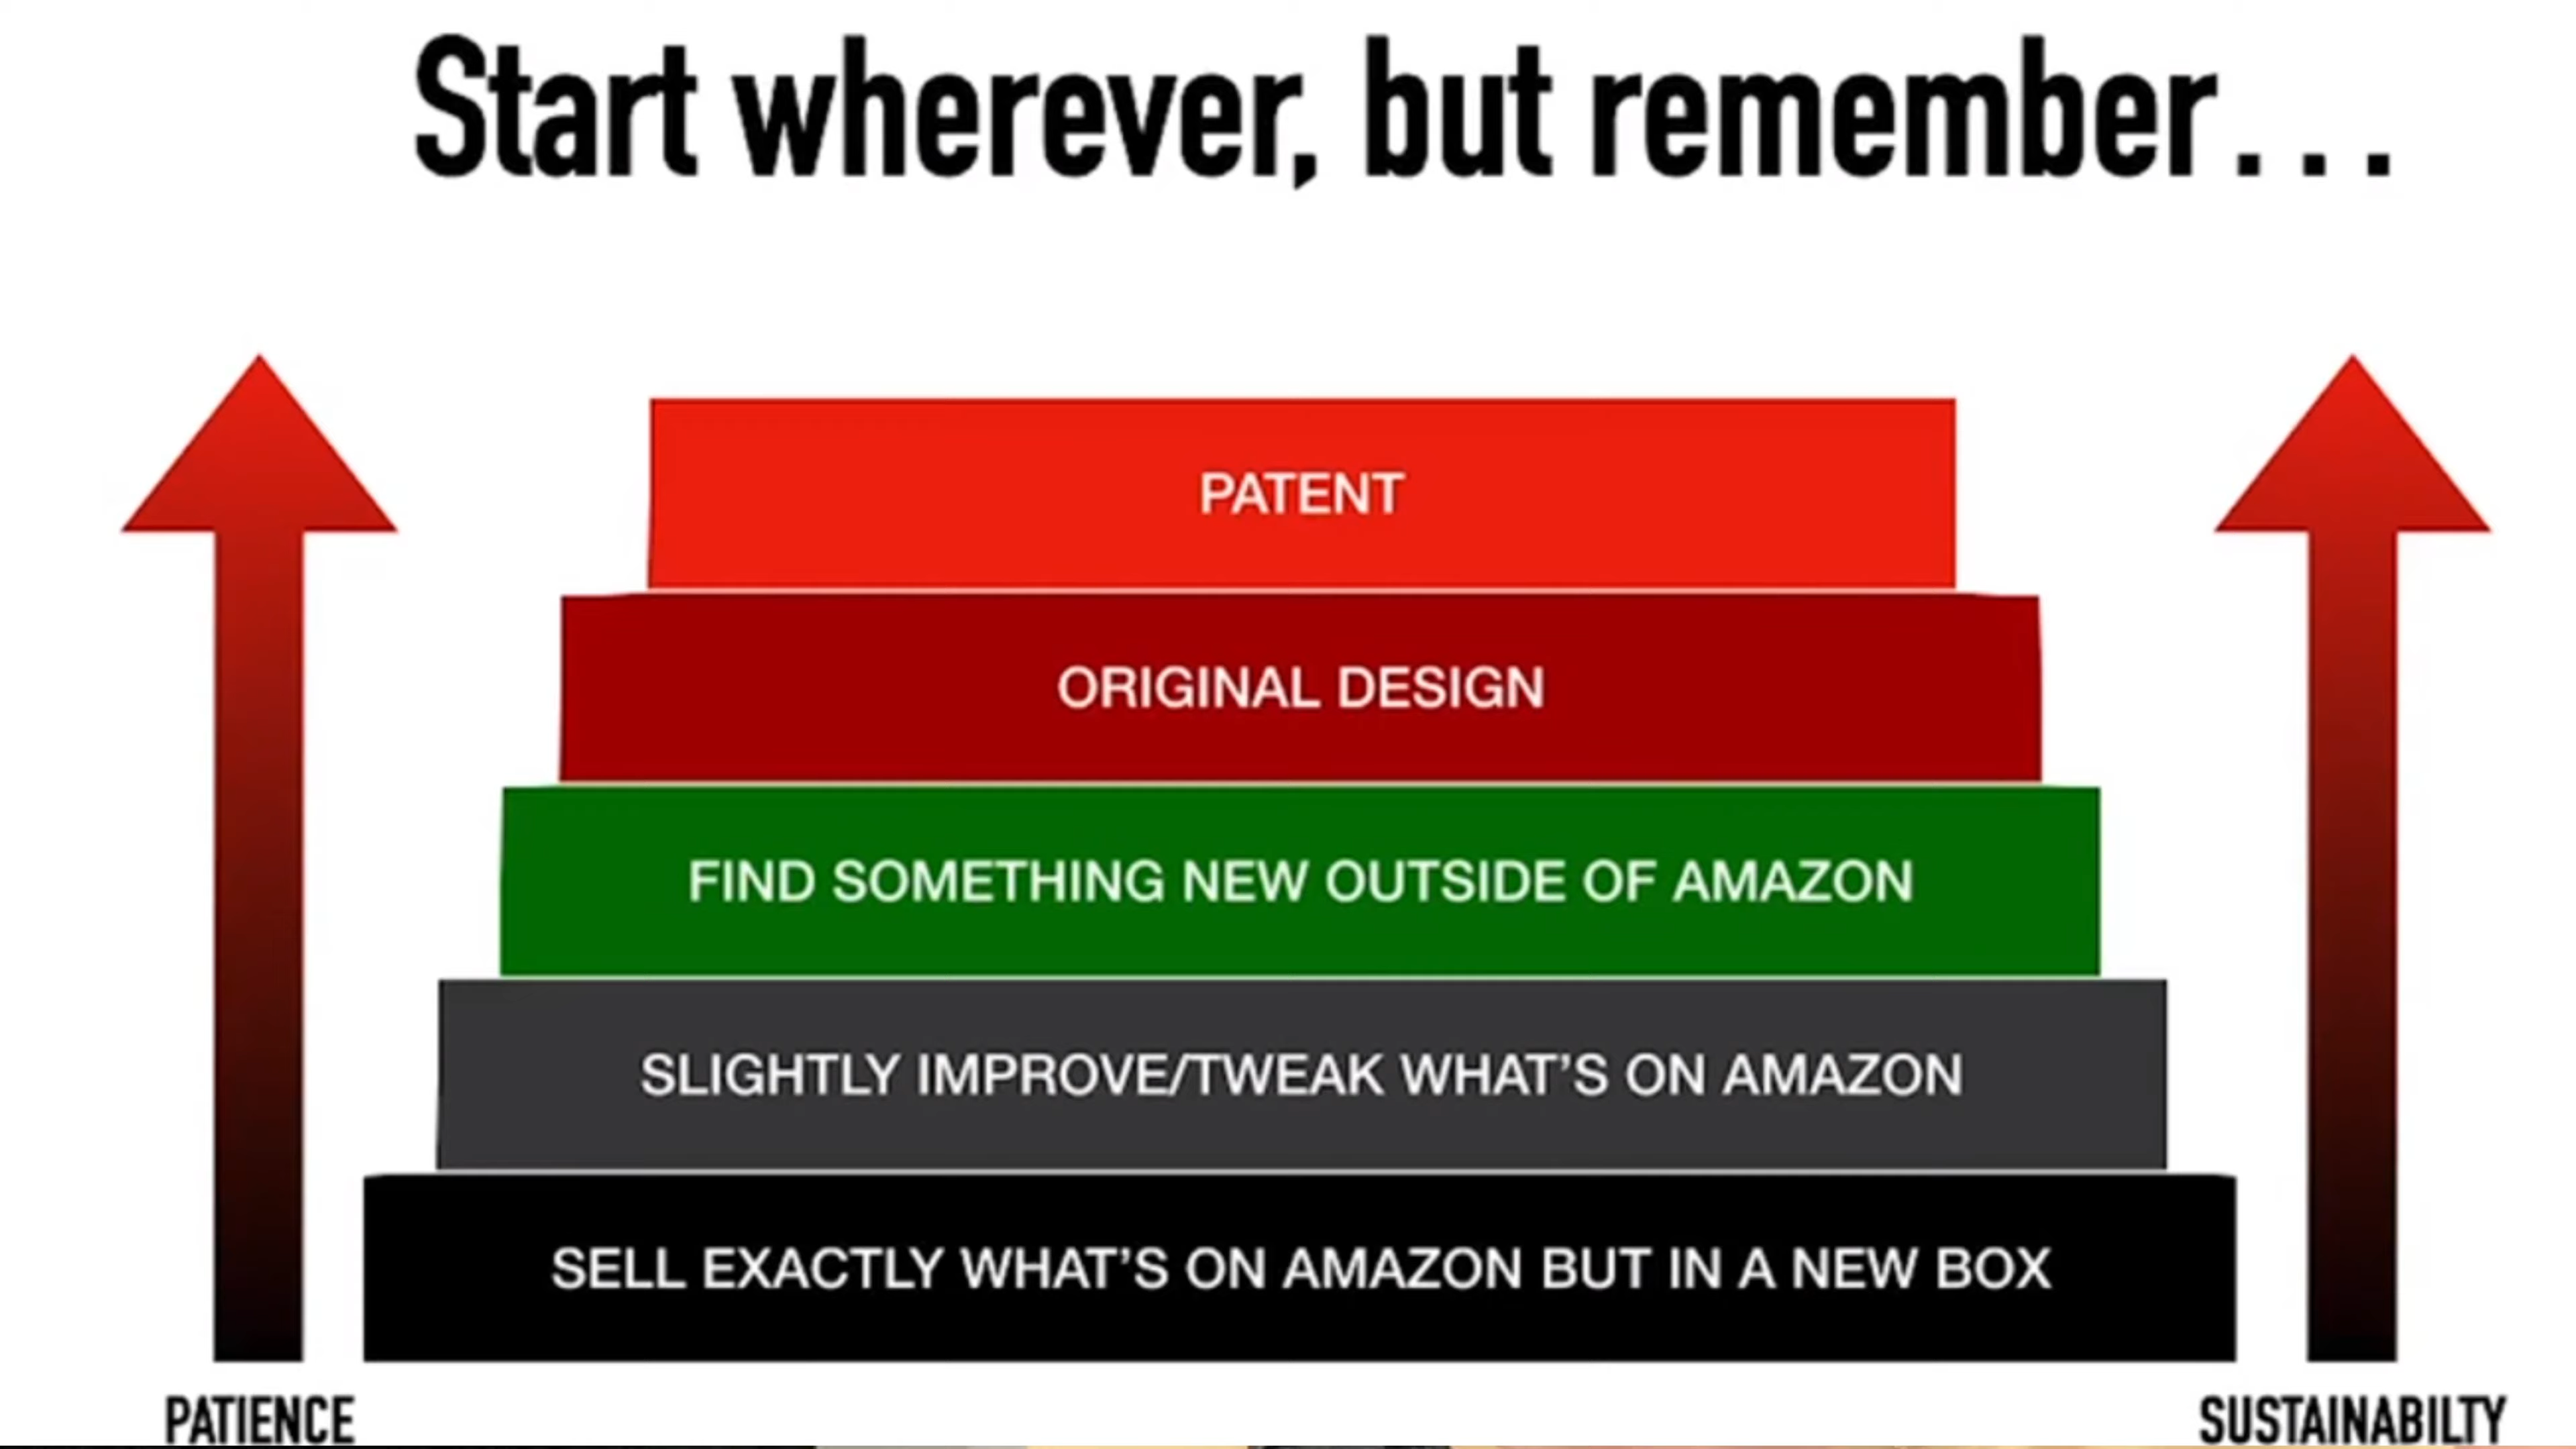 Start wherever, but remember...
PATENT
ORIGINAL DESIGN
FIND SOMETHING NEW OUTSIDE OF AMAZON
SLIGHTLY IMPROVE/TWEAK WHAT'S ON AMAZON
SELL EXACTLY WHAT'S ON AMAZON BUT IN A NEW BOX
PATIENCE
SUSTAINABILTY